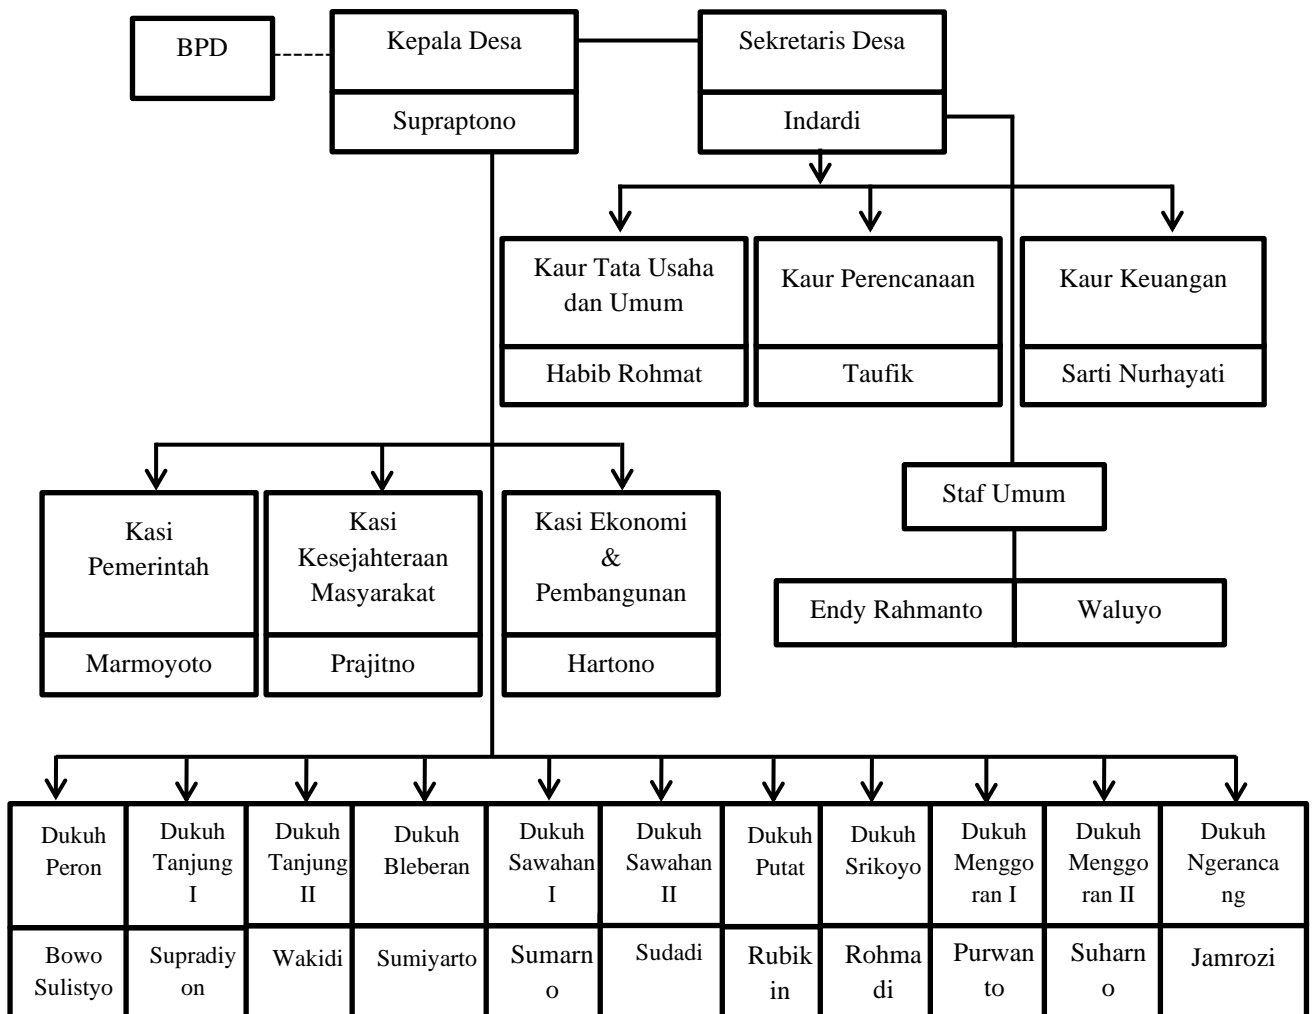 BPD
Kepala Desa
Sekretaris Desa
Supraptono
Indardi
Kaur Tata Usaha
dan Umum
Kaur Perencanaan
Kaur Keuangan
Habib Rohmat
Taufik
Sarti Nurhayati
Staf Umum
Endy Rahmanto
Waluyo
Kasi
Pemerintah
Kasi
Kesejahteraan
Masyarakat
Kasi Ekonomi
&
Pembangunan
Marmoyoto
Prajitno
Hartono
Dukuh
Peron
Dukuh
Tanjung
I
Dukuh
Tanjung
II
Dukuh
Bleberan
Dukuh
Sawahan
I
Dukuh
Sawahan
II
Dukuh
Putat
Dukuh
Srikoyo
Dukuh
Menggo
ran I
Dukuh
Menggo
ran II
Dukuh
Ngeranca
ng
Bowo
Sulistyo
Supradiy
on
Wakidi
Sumiyarto
Sumarn
o
Sudadi
Rubik
in
Rohma
di
Purwan
to
Suharn
o
Jamrozi